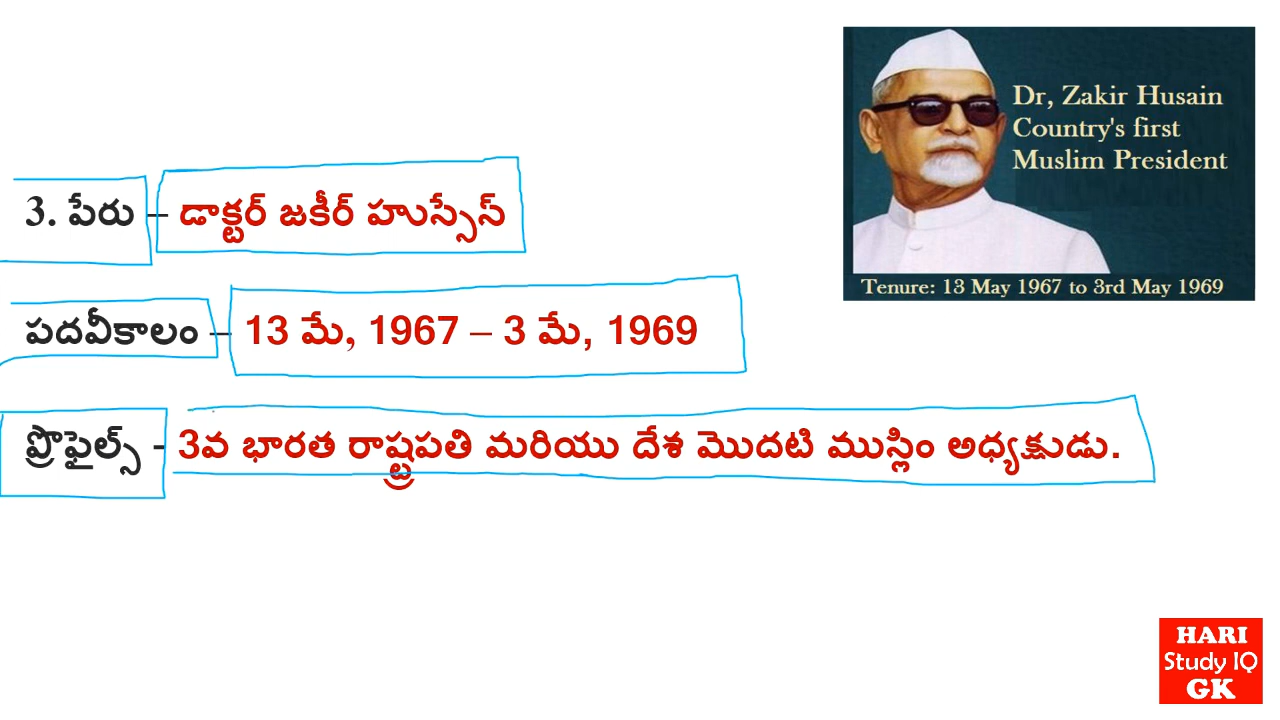 Dr, Zakir Husain
Country's first
Muslim President
Tenure: 13 May 1967 to 3rd May 1969
3. పేరు – డాక్టర్ జకీర్ హుస్సేస్
పదవీకాలం – 13 మే, 1967 – 3 మే, 1969
ప్రొఫైల్స్ - 3వ భారత రాష్ట్రపతి మరియు దేశ మొదటి ముస్లిం అధ్యక్షుడు.
HARI
Study IQ
GK